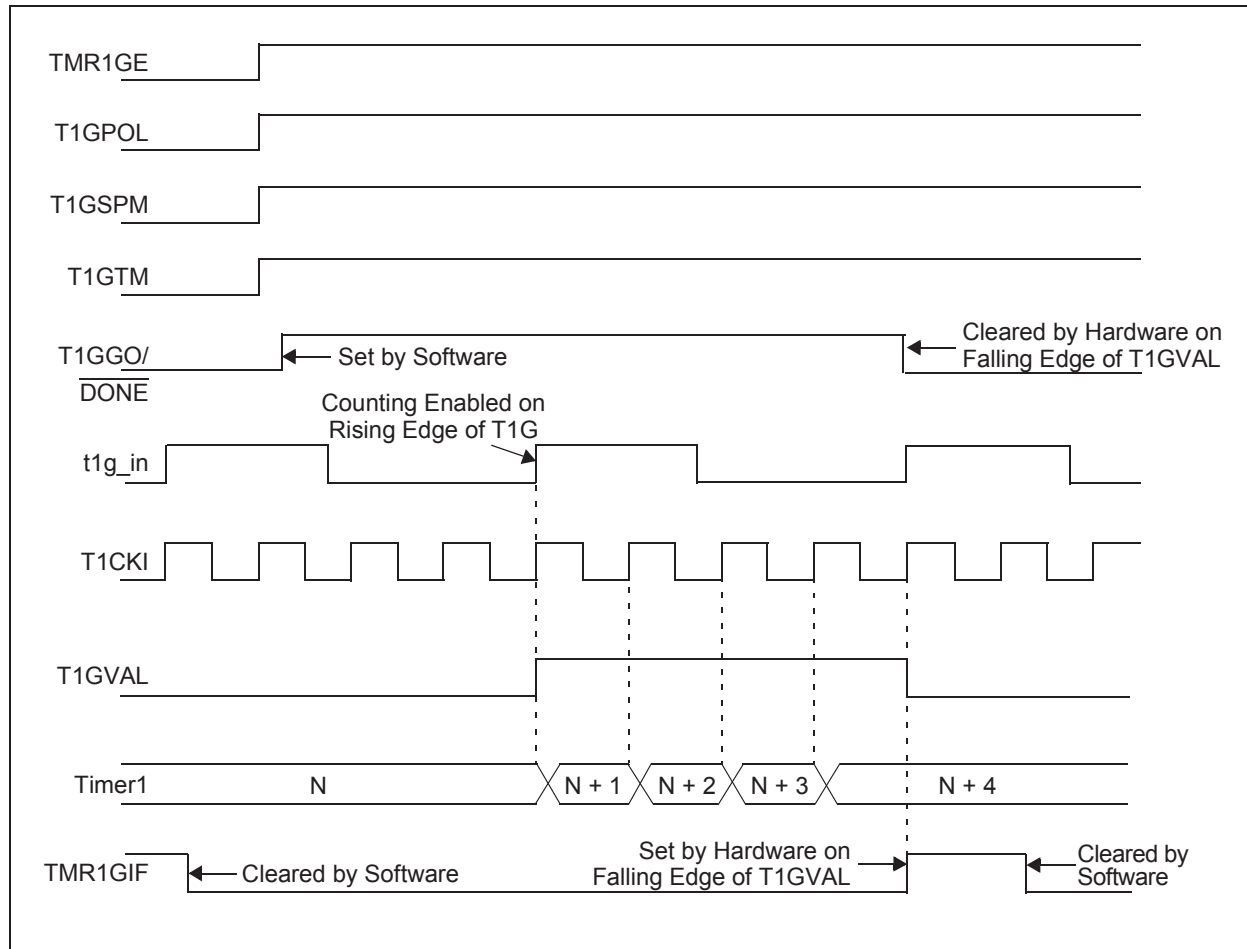 TMR1GE
T1GPOL
T1GSPM
T1GTM
T1GGO/
DONE
Set by Software
Cleared by Hardware on
Falling Edge of T1GVAL
Counting Enabled on
Rising Edge of T1G
t1g_in
T1CKI
T1GVAL
Timer1
N
N + 1
N + 2
N + 3
N + 4
TMR1GIF
Cleared by Software
Set by Hardware on
Falling Edge of T1GVAL
Cleared by
Software